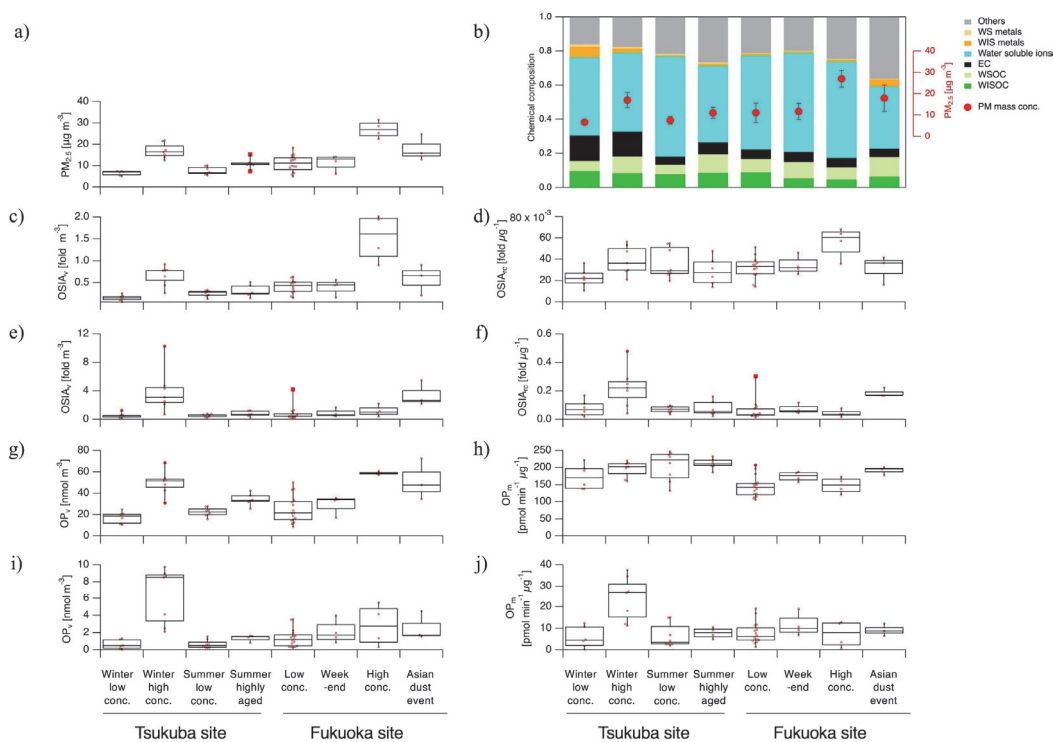 a)
PM2.5 [µg m-3]
40
30
20
10
0
b)
Chemical composition
1.0
0.8
0.6
0.4
0.2
0.0
40
30
20
10
0
PM2.5 [µg m-3]
Others
WS metals
WIS metals
Water soluble ions
EC
WSOC
WISOC
PM mass conc.
c)
OSIAv [fold m-3]
2.0
1.5
1.0
0.5
d)
OSIArc [fold µg-1]
80 x 10-3
60
40
20
0
e)
OSIAv [fold m-3]
12
8
4
0
f)
OSIArc [fold µg-1]
0.6
0.4
0.2
0.0
g)
OPv [nmol m-3]
80
60
40
20
0
h)
OPm
[pmol min-1 µg-1]
250
200
150
100
50
0
i)
OPv [nmol m-3]
10
8
6
4
2
0
j)
OPm
[pmol min-1 µg-1]
40
30
20
10
0
Winter low conc.
Winter high conc.
Summer low conc.
Summer highly aged
Low conc.
Week -end
High conc.
Asian dust event
Tsukuba site
Fukuoka site
Winter low conc.
Winter high conc.
Summer low conc.
Summer highly aged
Low conc.
Week -end
High conc.
Asian dust event
Tsukuba site
Fukuoka site